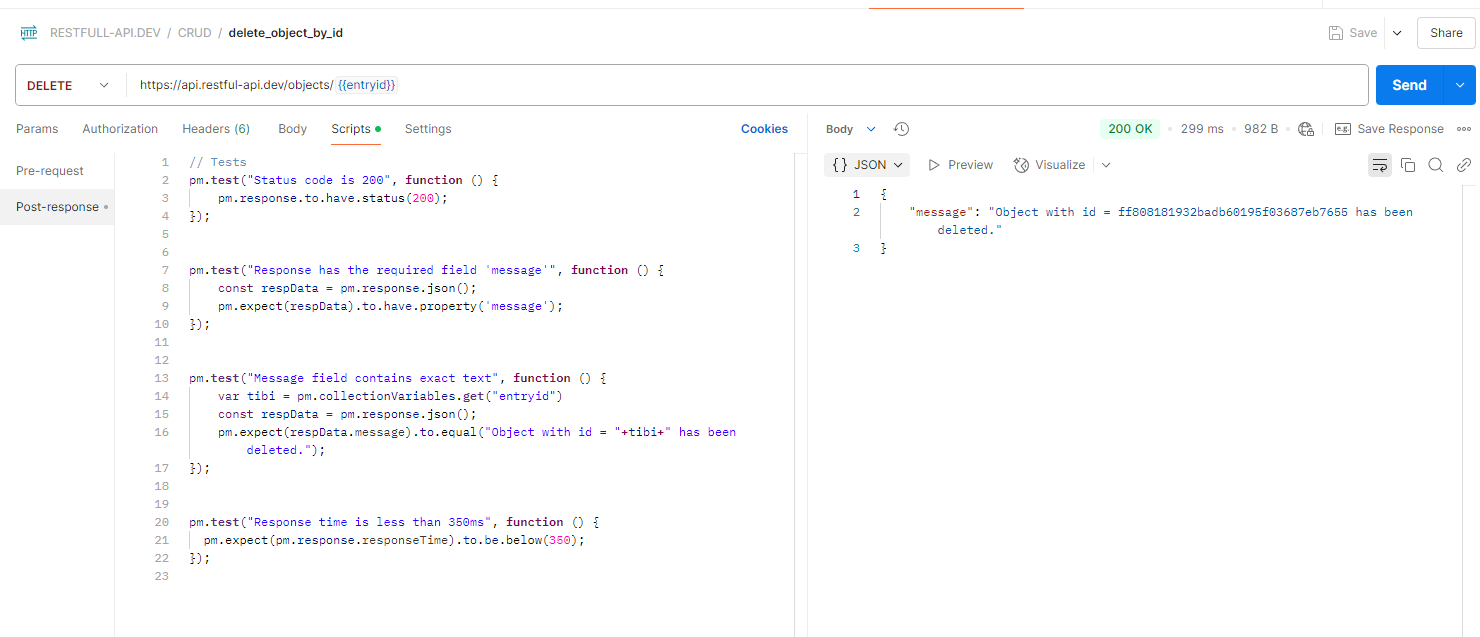 HTTP RESTFULL-API.DEV / CRUD / delete_object_by_id
Save
Share
DELETE https://api.restful-api.dev/objects/ {{entryid}}
Send
Params Authorization Headers (6) Body Scripts Settings Cookies
Pre-request
Post-response
1 // Tests
2 pm.test("Status code is 200", function () {
3 pm.response.to.have.status(200);
4 });
5
6
7 pm.test("Response has the required field 'message'", function () {
8 const respData = pm.response.json();
9 pm.expect(respData).to.have.property('message');
10 });
11
12
13 pm.test("Message field contains exact text", function () {
14 var tibi = pm.collectionVariables.get("entryid")
15 const respData = pm.response.json();
16 pm.expect(respData.message).to.equal("Object with id = "+tibi+" has been
deleted.");
17 });
18
19
20 pm.test("Response time is less than 350ms", function () {
21 pm.expect(pm.response.responseTime).to.be.below(350);
22 });
23
Body 200 OK 299 ms 982 B e.g. Save Response
{} JSON Preview Visualize
1 {
2 "message": "Object with id = ff808181932badb60195f03687eb7655 has been
deleted."
3 }